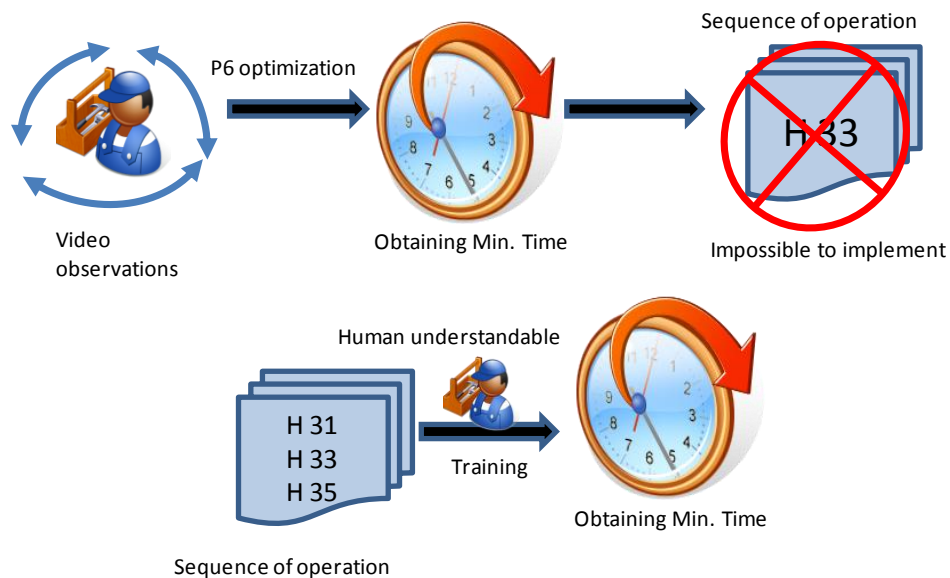 Sequence of operation
P6 optimization
H 33
Video
observations
Obtaining Min. Time
Impossible to implement
Human understandable
H 31
H 33
H 35
Training
Obtaining Min. Time
Sequence of operation